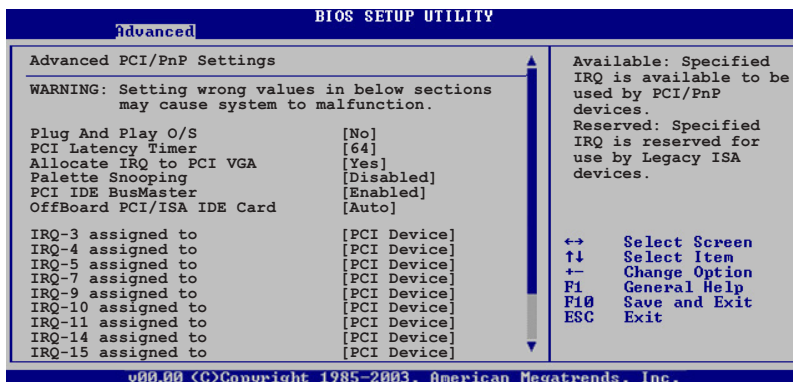 BIOS SETUP UTILITY
Advanced
Advanced PCI/PnP Settings
WARNING: Setting wrong values in below sections
may cause system to malfunction.
Plug And Play O/S [No]
PCI Latency Timer [64]
Allocate IRQ to PCI VGA [Yes]
Palette Snooping [Disabled]
PCI IDE BusMaster [Enabled]
OffBoard PCI/ISA IDE Card [Auto]
IRQ-3 assigned to [PCI Device]
IRQ-4 assigned to [PCI Device]
IRQ-5 assigned to [PCI Device]
IRQ-7 assigned to [PCI Device]
IRQ-9 assigned to [PCI Device]
IRQ-10 assigned to [PCI Device]
IRQ-11 assigned to [PCI Device]
IRQ-14 assigned to [PCI Device]
IRQ-15 assigned to [PCI Device]
Available: Specified
IRQ is available to be
used by PCI/PnP
devices.
Reserved: Specified
IRQ is reserved for
use by Legacy ISA
devices.
←→ Select Screen
↑↓ Select Item
+- Change Option
F1 General Help
F10 Save and Exit
ESC Exit
v00.00 (C)Copyright 1985-2003, American Megatrends, Inc.